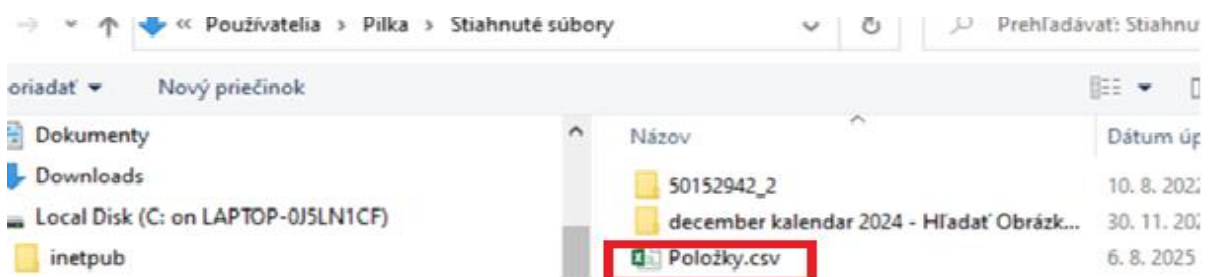 « Používatelia › Pilka › Stiahnuté súbory
Prehľadávať: Stiahnu
oriadať
Nový priečinok
Dokumenty
Downloads
Local Disk (C: on LAPTOP-0J5LN1CF)
inetpub
Názov
Dátum úp
50152942_2
10. 8. 2022
december kalendar 2024 - Hľadať Obrázk...
30. 11. 202
Položky.csv
6. 8. 2025